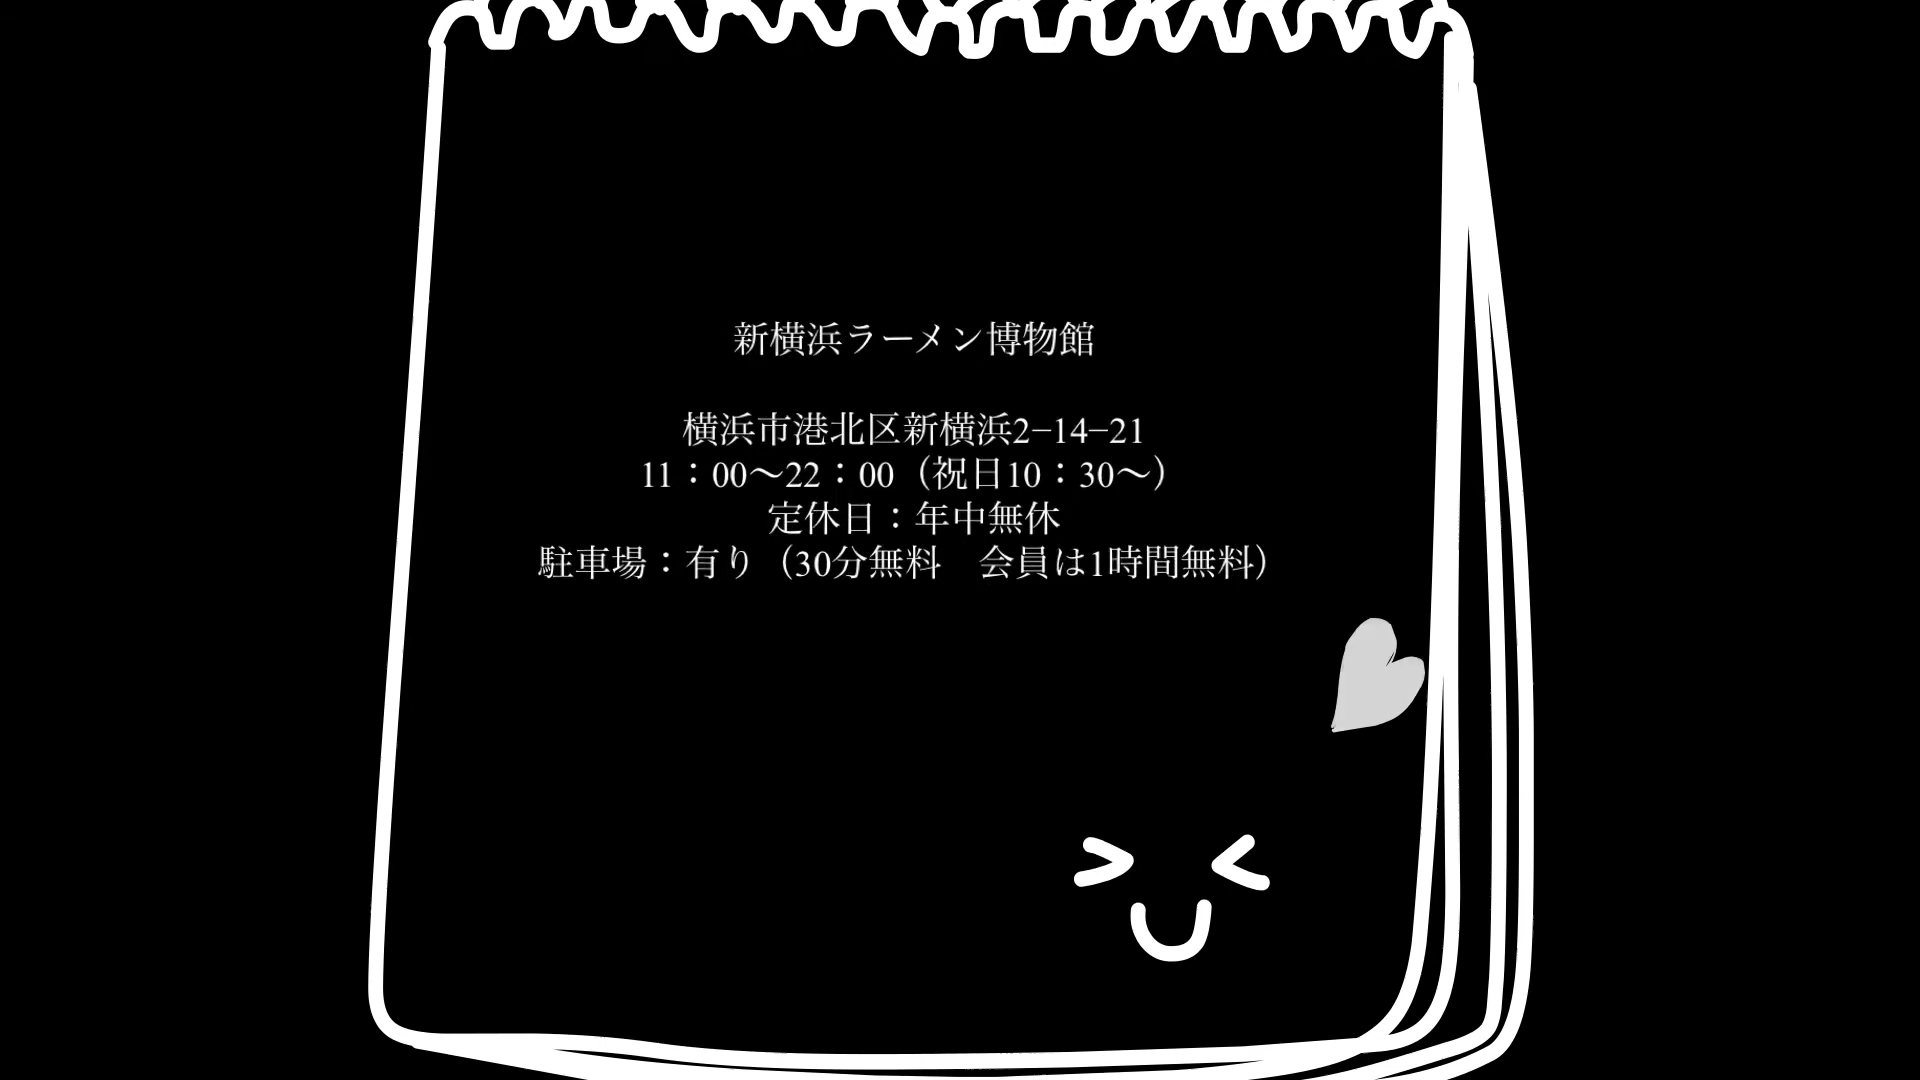 新横浜ラーメン博物館
横浜市港北区新横浜2−14−21
11：00〜22：00（祝日10：30〜）
定休日：年中無休
駐車場：有り（30分無料　会員は1時間無料）